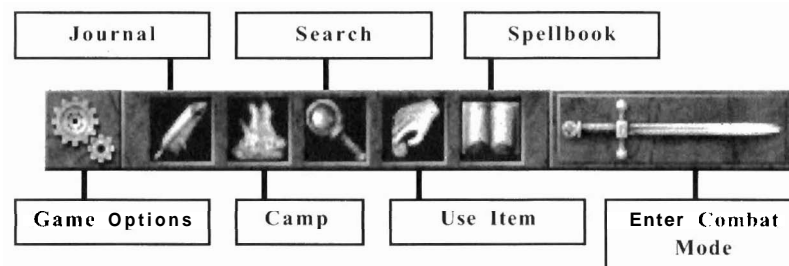 Journal
Search
Spellbook
Game Options
Camp
Use Item
Enter Combat
Mode